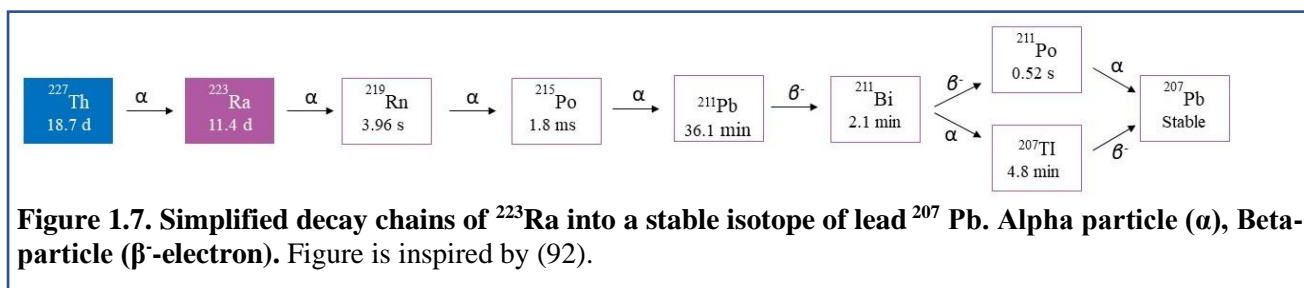 ²²⁷Th
18.7 d
α
²²³Ra
11.4 d
α
²¹⁹Rn
3.96 s
α
²¹⁵Po
1.8 ms
α
²¹¹Pb
36.1 min
β⁻
²¹¹Bi
2.1 min
β⁻
α
²¹¹Po
0.52 s
α
²⁰⁷TI
4.8 min
β⁻
²⁰⁷Pb
Stable
Figure 1.7. Simplified decay chains of ²²³Ra into a stable isotope of lead ²⁰⁷ Pb. Alpha particle (α), Beta-
particle (β⁻-electron). Figure is inspired by (92).